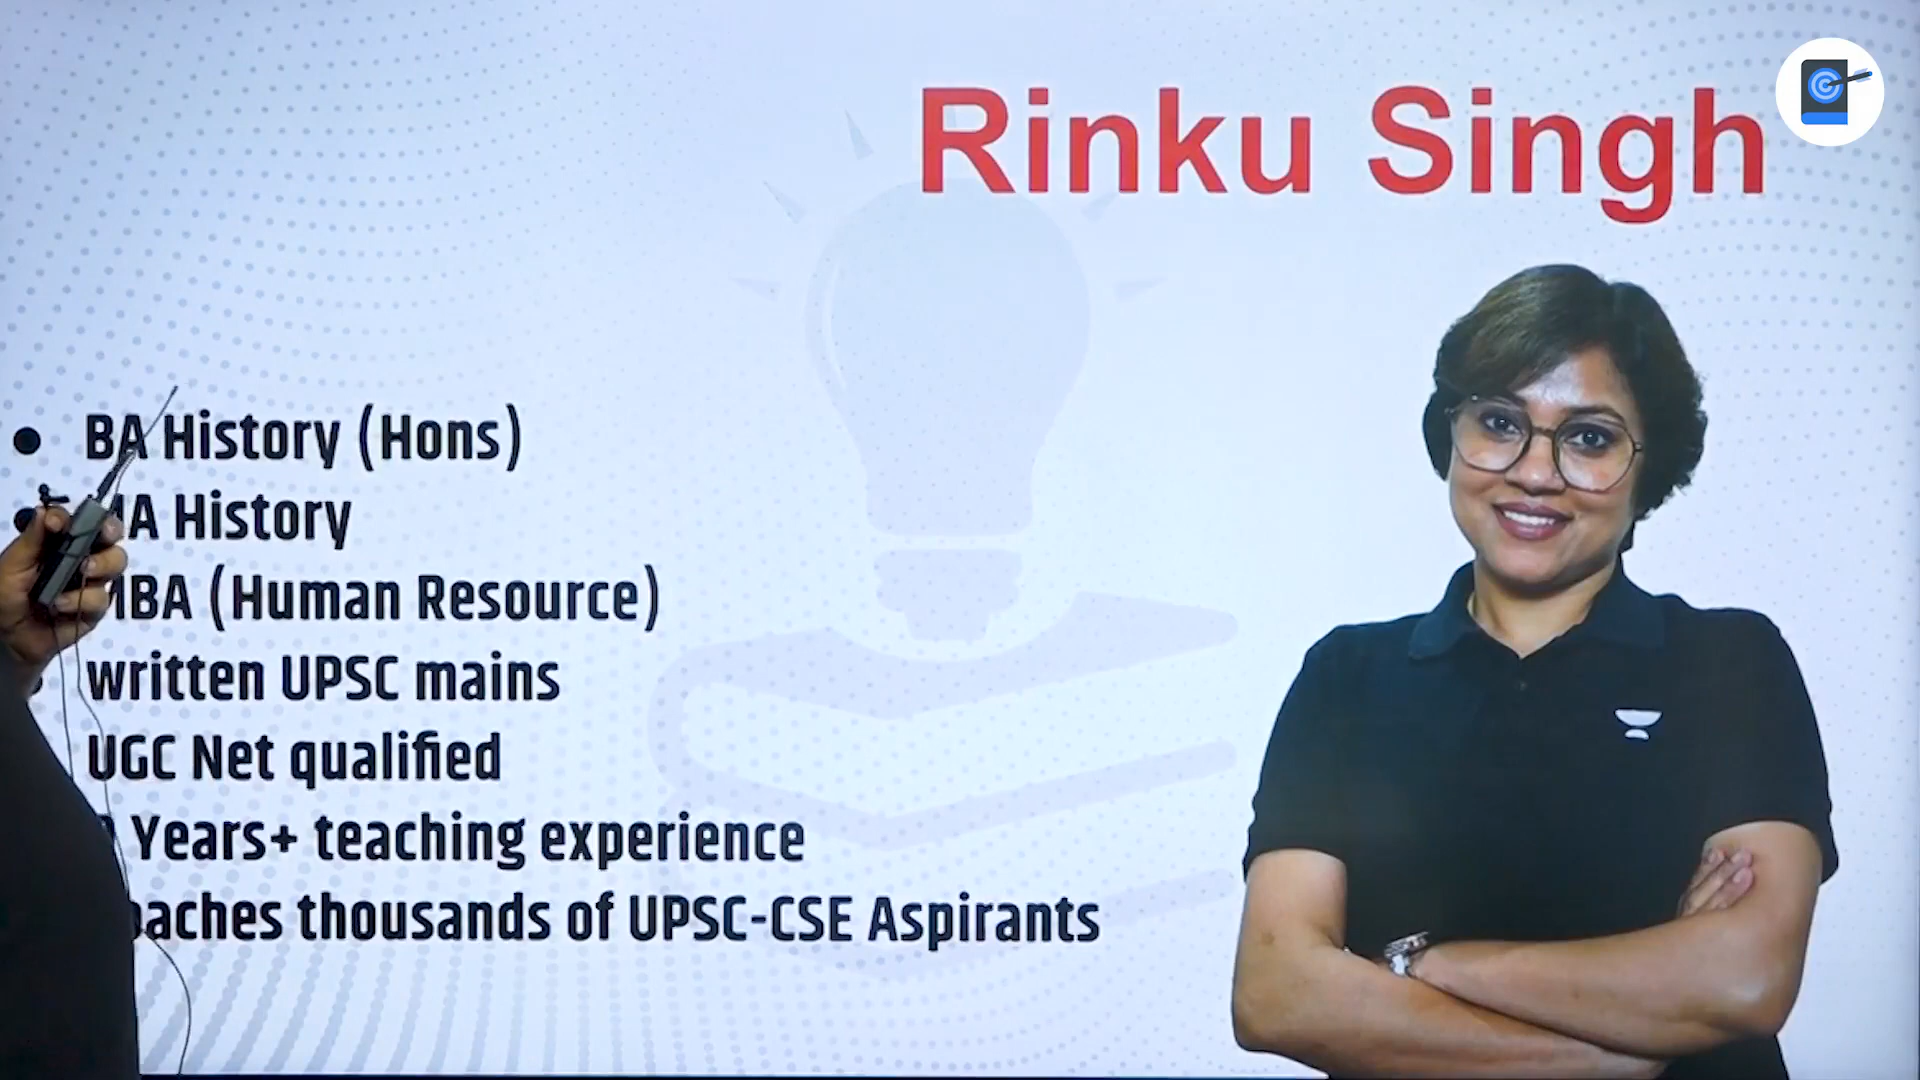 Rinku Singh
BA History (Hons)
History
(Human Resource)
written UPSC mains
UGC Net qualified
Years+ teaching experience
thousands of UPSC-CSE Aspirants